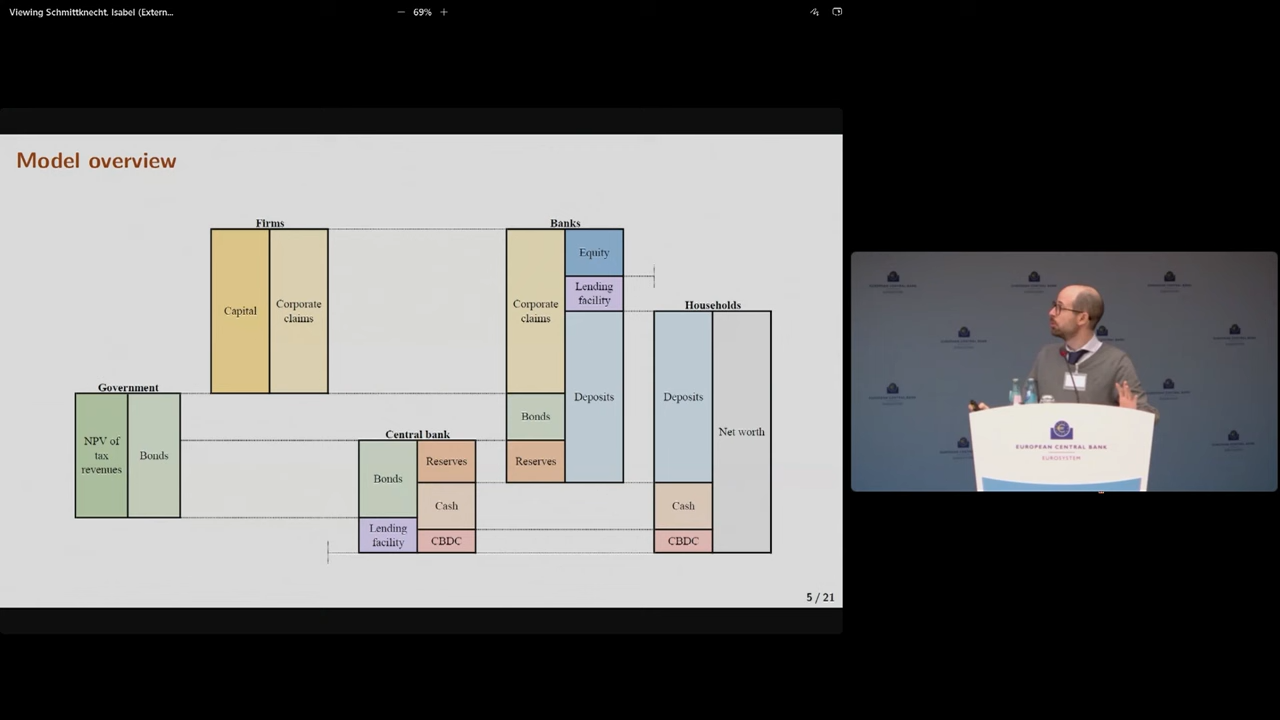 Viewing Schmittknecht, Isabel (Extern...
69%
Model overview
Firms
Capital
Corporate
claims
Banks
Corporate
claims
Equity
Lending
facility
Deposits
Bonds
Reserves
Households
Deposits
Net worth
Cash
CBDC
Government
NPV of
tax
revenues
Bonds
Central bank
Bonds
Reserves
Cash
Lending
facility
CBDC
5 / 21
EUROPEAN CENTRAL BANK
EUROSYSTEM